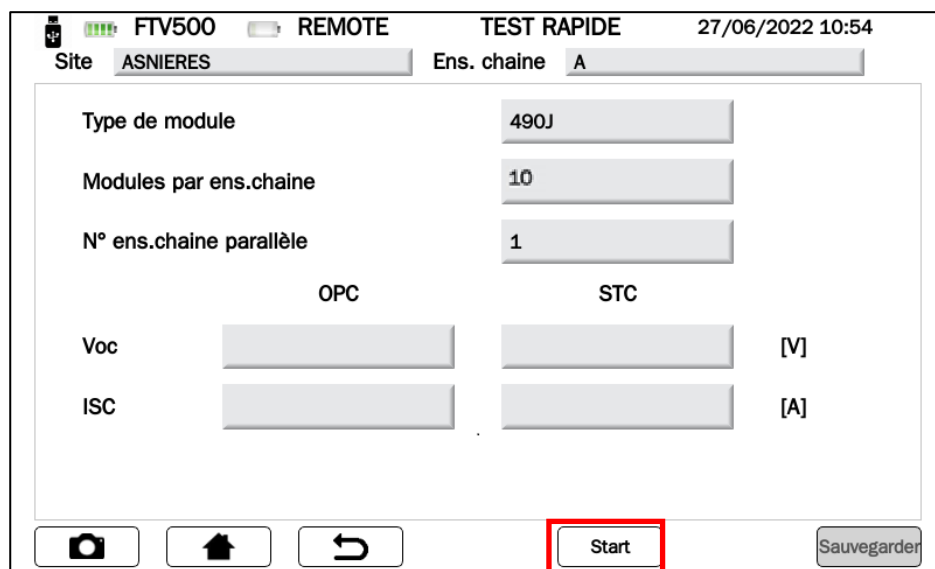 FTV500 REMOTE TEST RAPIDE 27/06/2022 10:54
Site ASNIERES Ens. chaine A
Type de module 490J
Modules par ens.chaine 10
N° ens.chaine parallèle 1
OPC STC
Voc [V]
ISC [A]
Start Sauvegarder